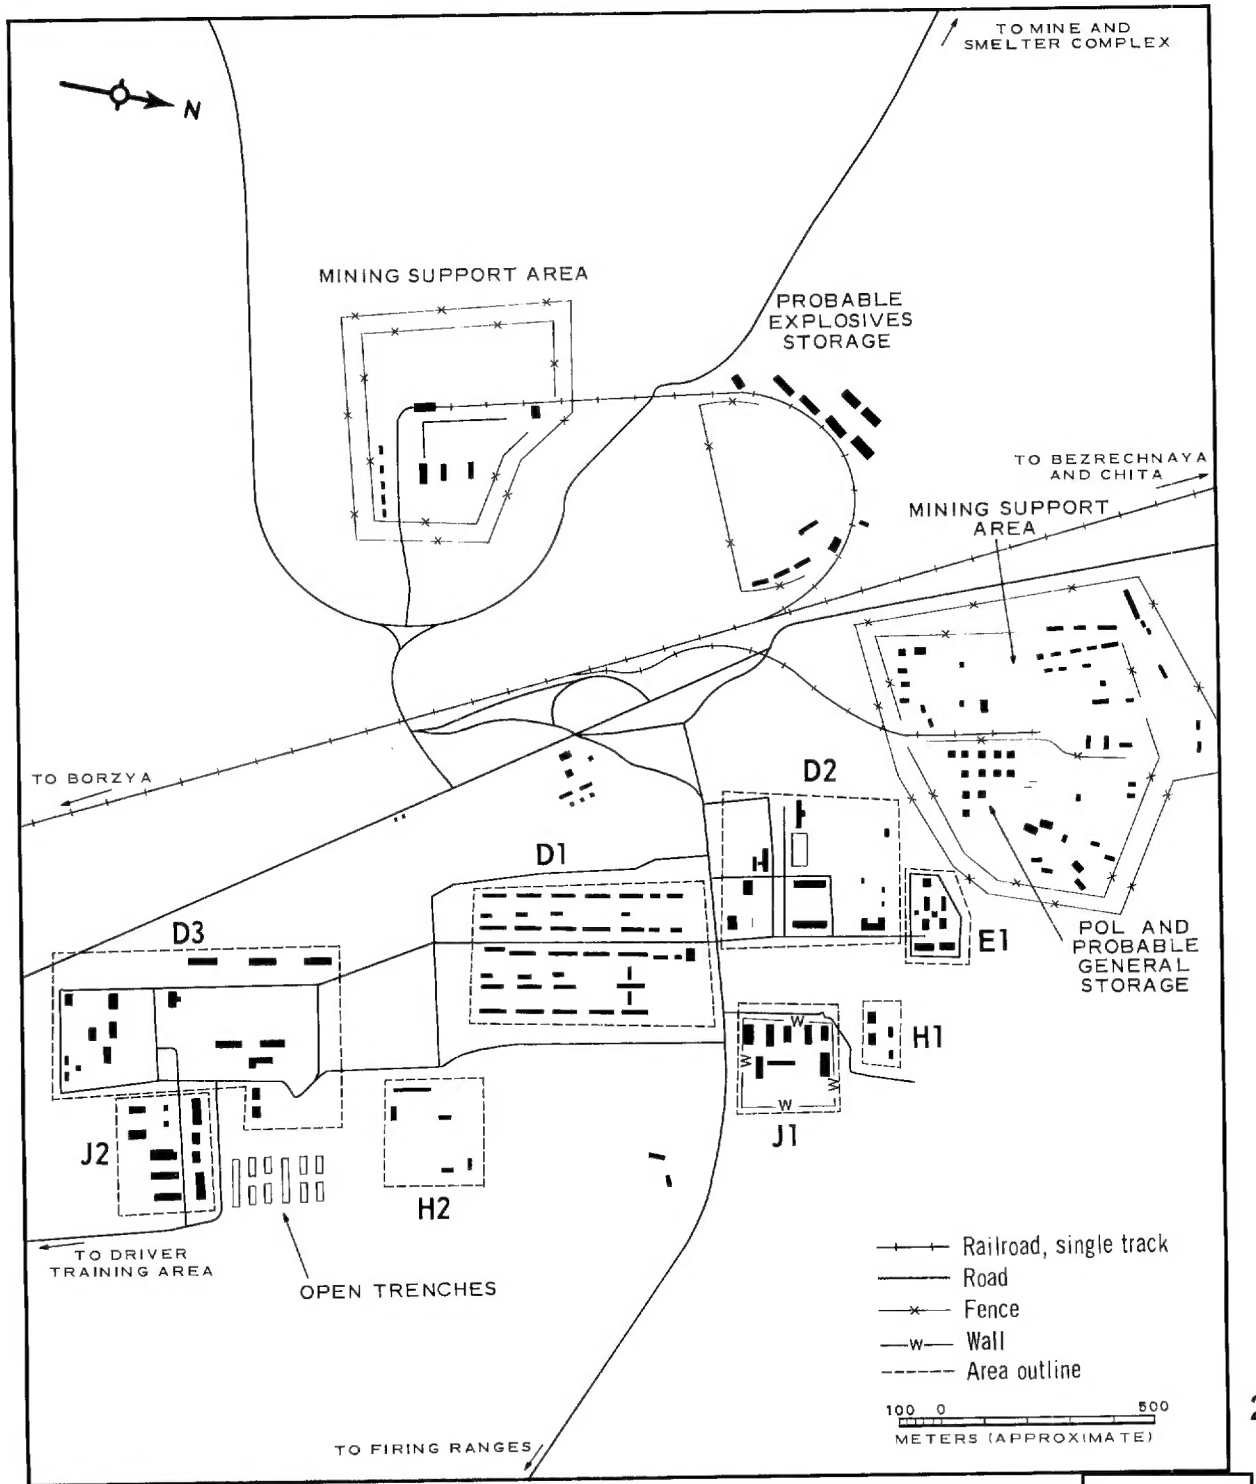 TO MINE AND
SMELTER COMPLEX
N
MINING SUPPORT AREA
PROBABLE
EXPLOSIVES
STORAGE
TO BEZRECHNAYA
AND CHITA
MINING SUPPORT
AREA
TO BORZYA
D2
D1
D3
E1
POL AND
PROBABLE
GENERAL
STORAGE
H1
W
W
W
W
J1
J2
H2
TO DRIVER
TRAINING AREA
OPEN TRENCHES
Railroad, single track
Road
Fence
W Wall
Area outline
100 0 500
METERS (APPROXIMATE)
TO FIRING RANGES
2